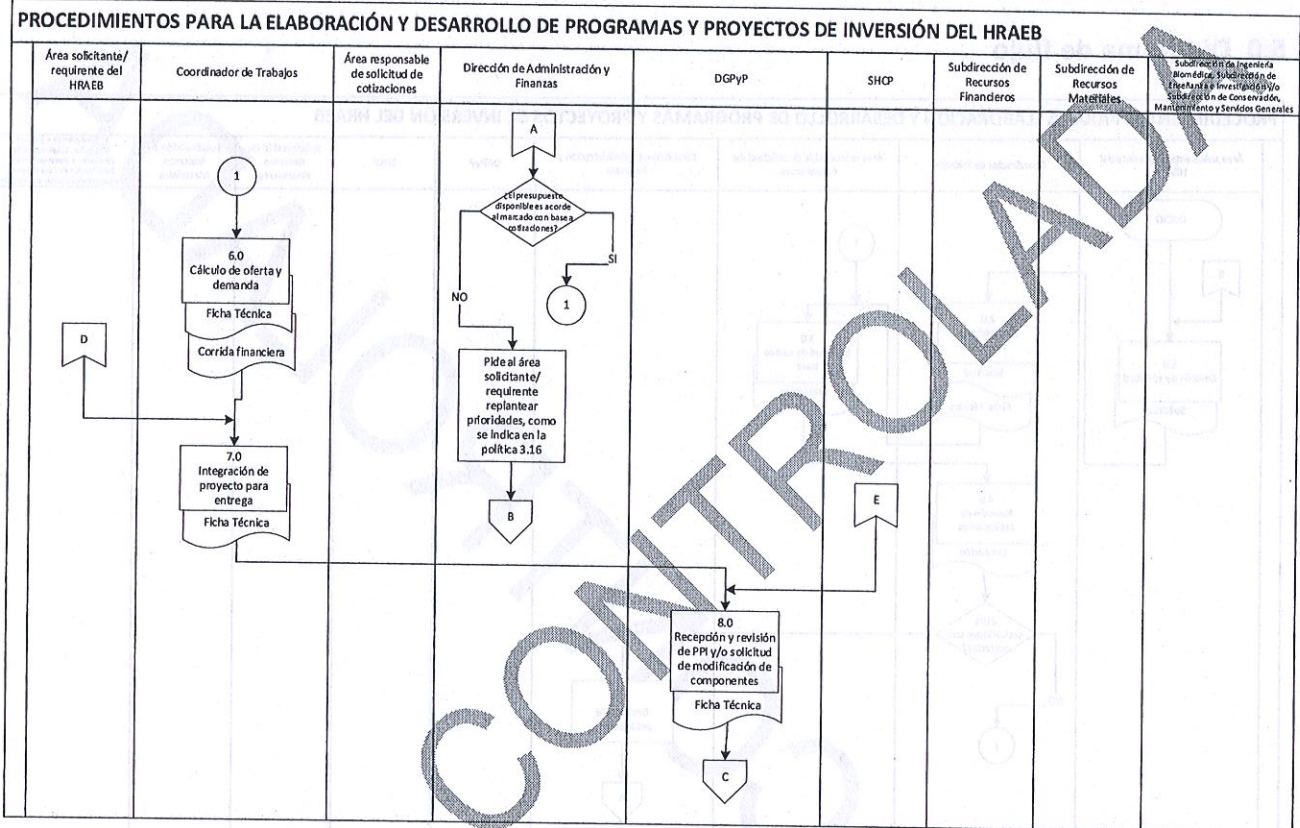 PROCEDIMIENTOS PARA LA ELABORACIÓN Y DESARROLLO DE PROGRAMAS Y PROYECTOS DE INVERSIÓN DEL HRAEB
Área solicitante/
requirente del
HRAEB
Coordinador de Trabajos
Área responsable
de solicitud de
cotizaciones
Dirección de Administración y
Finanzas
DGPyP
SHCP
Subdirección de
Recursos
Financieros
Subdirección de
Recursos
Materiales
Subdirección de Ingeniería
Biomédica, Subdirección de
Enseñanza e Investigación y/o
Subdirección de Conservación,
Mantenimiento y Servicios Generales
A
1
¿El presupuesto
disponible es acorde
al marcado con base a
cotizaciones?
SI
NO
1
6.0
Cálculo de oferta y
demanda
Ficha Técnica
Corrida financiera
D
Pide al área
solicitante/
requirente
replantear
prioridades, como
se indica en la
política 3.16
B
7.0
Integración de
proyecto para
entrega
Ficha Técnica
E
8.0
Recepción y revisión
de PPI y/o solicitud
de modificación de
componentes
Ficha Técnica
C
CONTROLADA